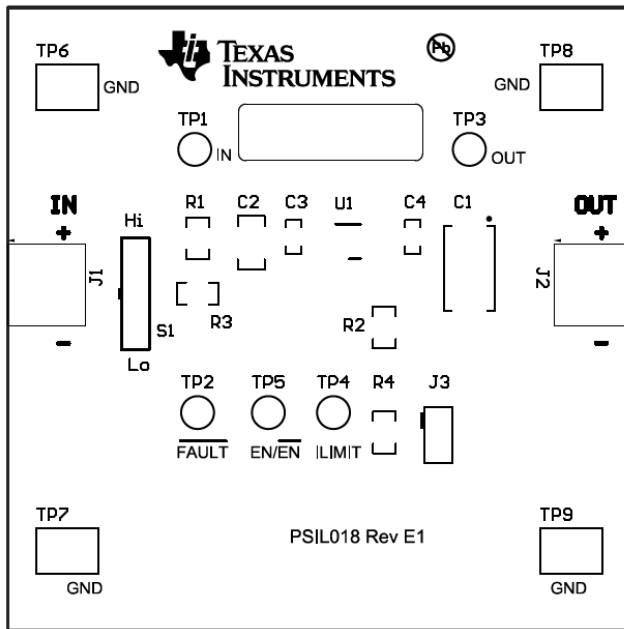 TP6
TEXAS
INSTRUMENTS
Pb
TP8
GND
GND
TP1
IN
TP3
OUT
IN
+
Hi
R1
C2
C3
U1
C4
C1
OUT
+
J1
J2
S1
R3
R2
-
Lo
-
TP2
TP5
TP4
R4
J3
FAULT
EN/EN
ILIMIT
TP7
TP9
PSIL018 Rev E1
GND
GND